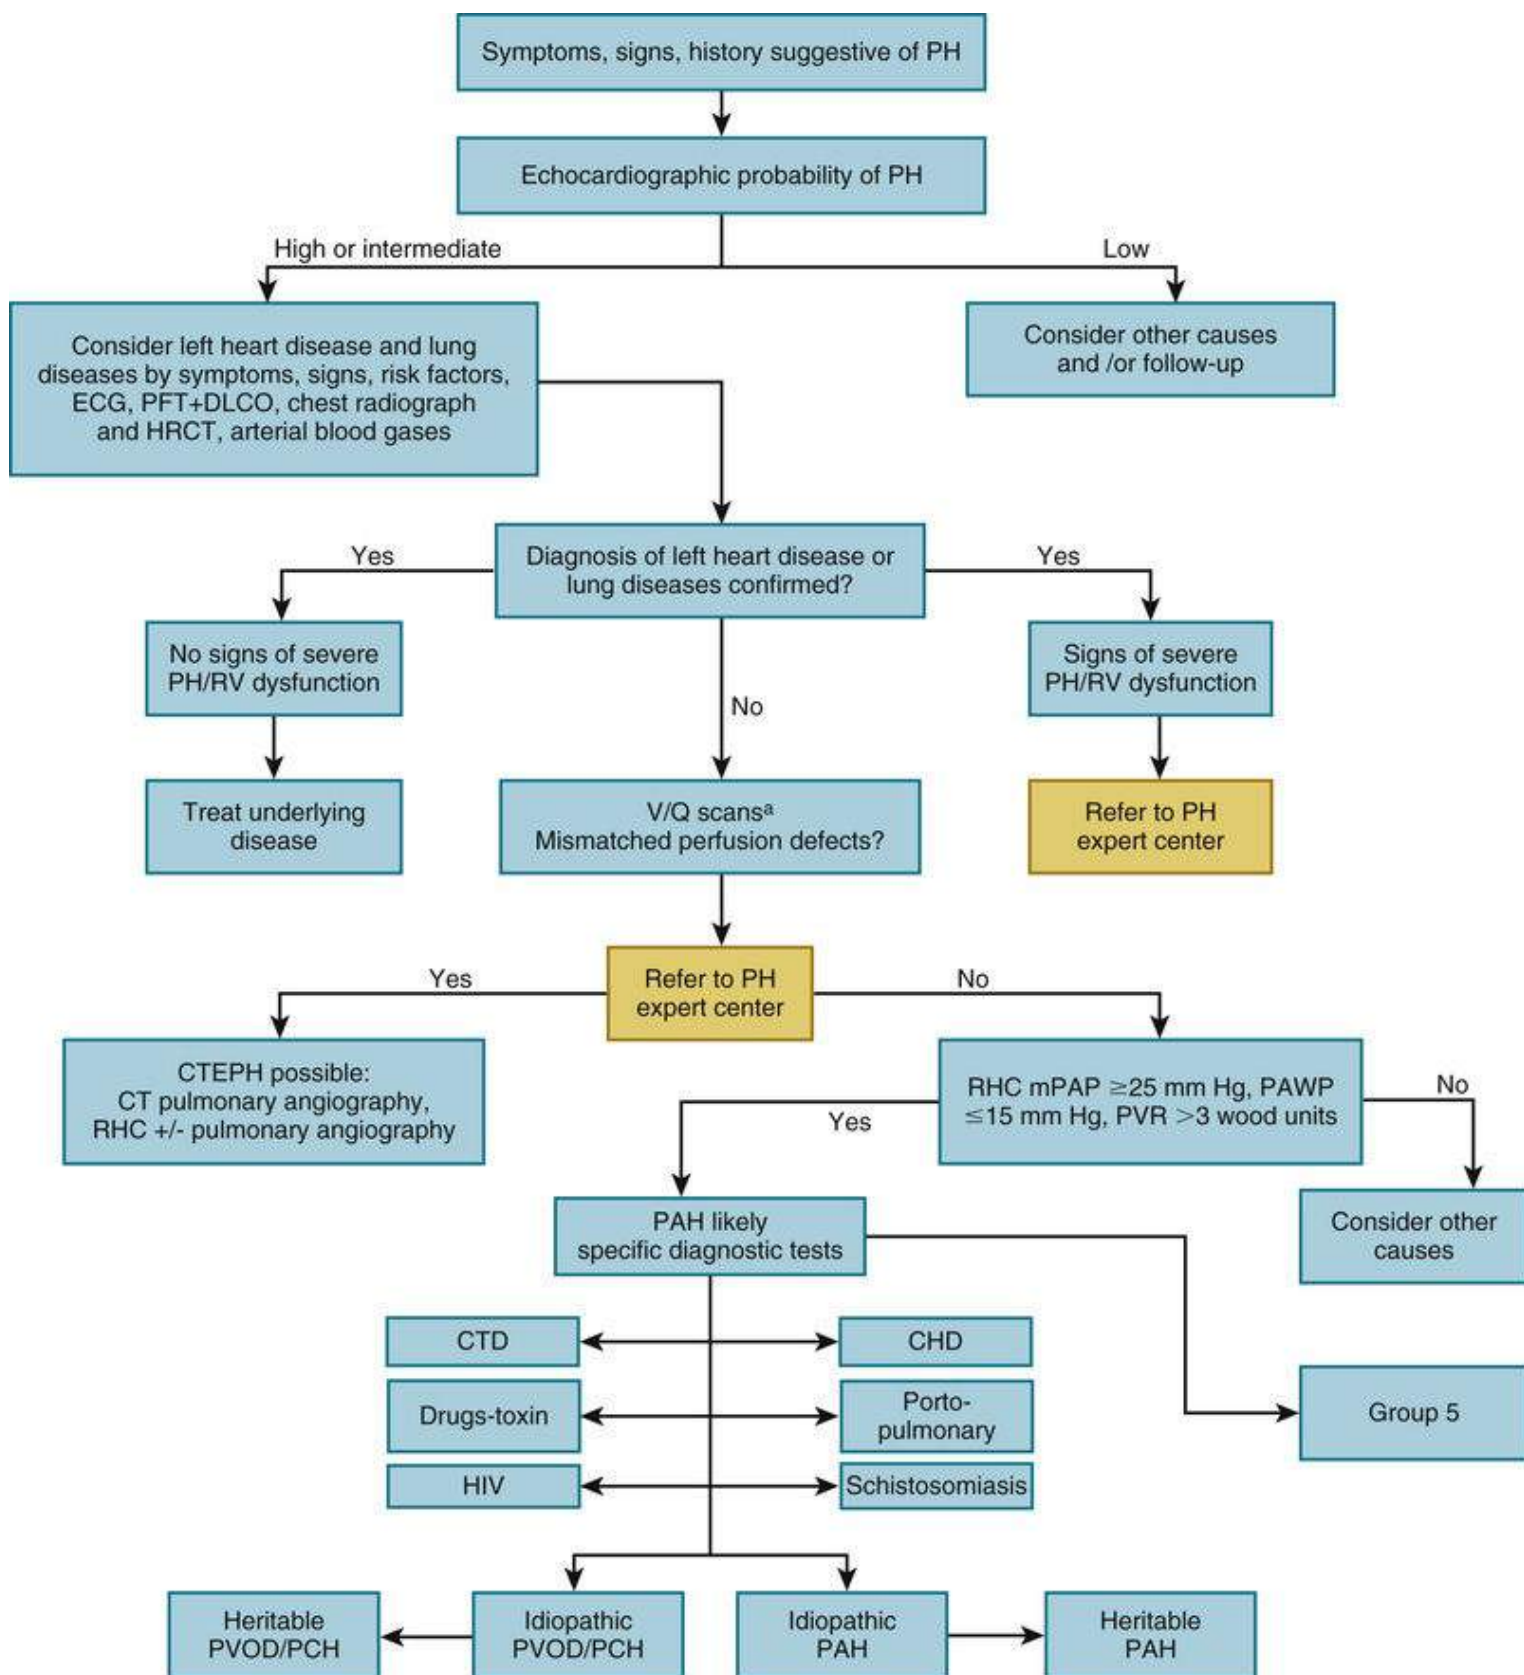 Symptoms, signs, history suggestive of PH
Echocardiographic probability of PH
High or intermediate
Low
Consider left heart disease and lung
diseases by symptoms, signs, risk factors,
ECG, PFT+DLCO, chest radiograph
and HRCT, arterial blood gases
Consider other causes
and /or follow-up
Yes
Diagnosis of left heart disease or
lung diseases confirmed?
Yes
No signs of severe
PH/RV dysfunction
Signs of severe
PH/RV dysfunction
No
Treat underlying
disease
V/Q scansᵃ
Mismatched perfusion defects?
Refer to PH
expert center
Yes
Refer to PH
expert center
No
CTEPH possible:
CT pulmonary angiography,
RHC +/- pulmonary angiography
RHC mPAP ≥25 mm Hg, PAWP
≤15 mm Hg, PVR >3 wood units
No
Yes
PAH likely
specific diagnostic tests
Consider other
causes
CTD
CHD
Drugs-toxin
Porto-
pulmonary
Group 5
HIV
Schistosomiasis
Heritable
PVOD/PCH
Idiopathic
PVOD/PCH
Idiopathic
PAH
Heritable
PAH